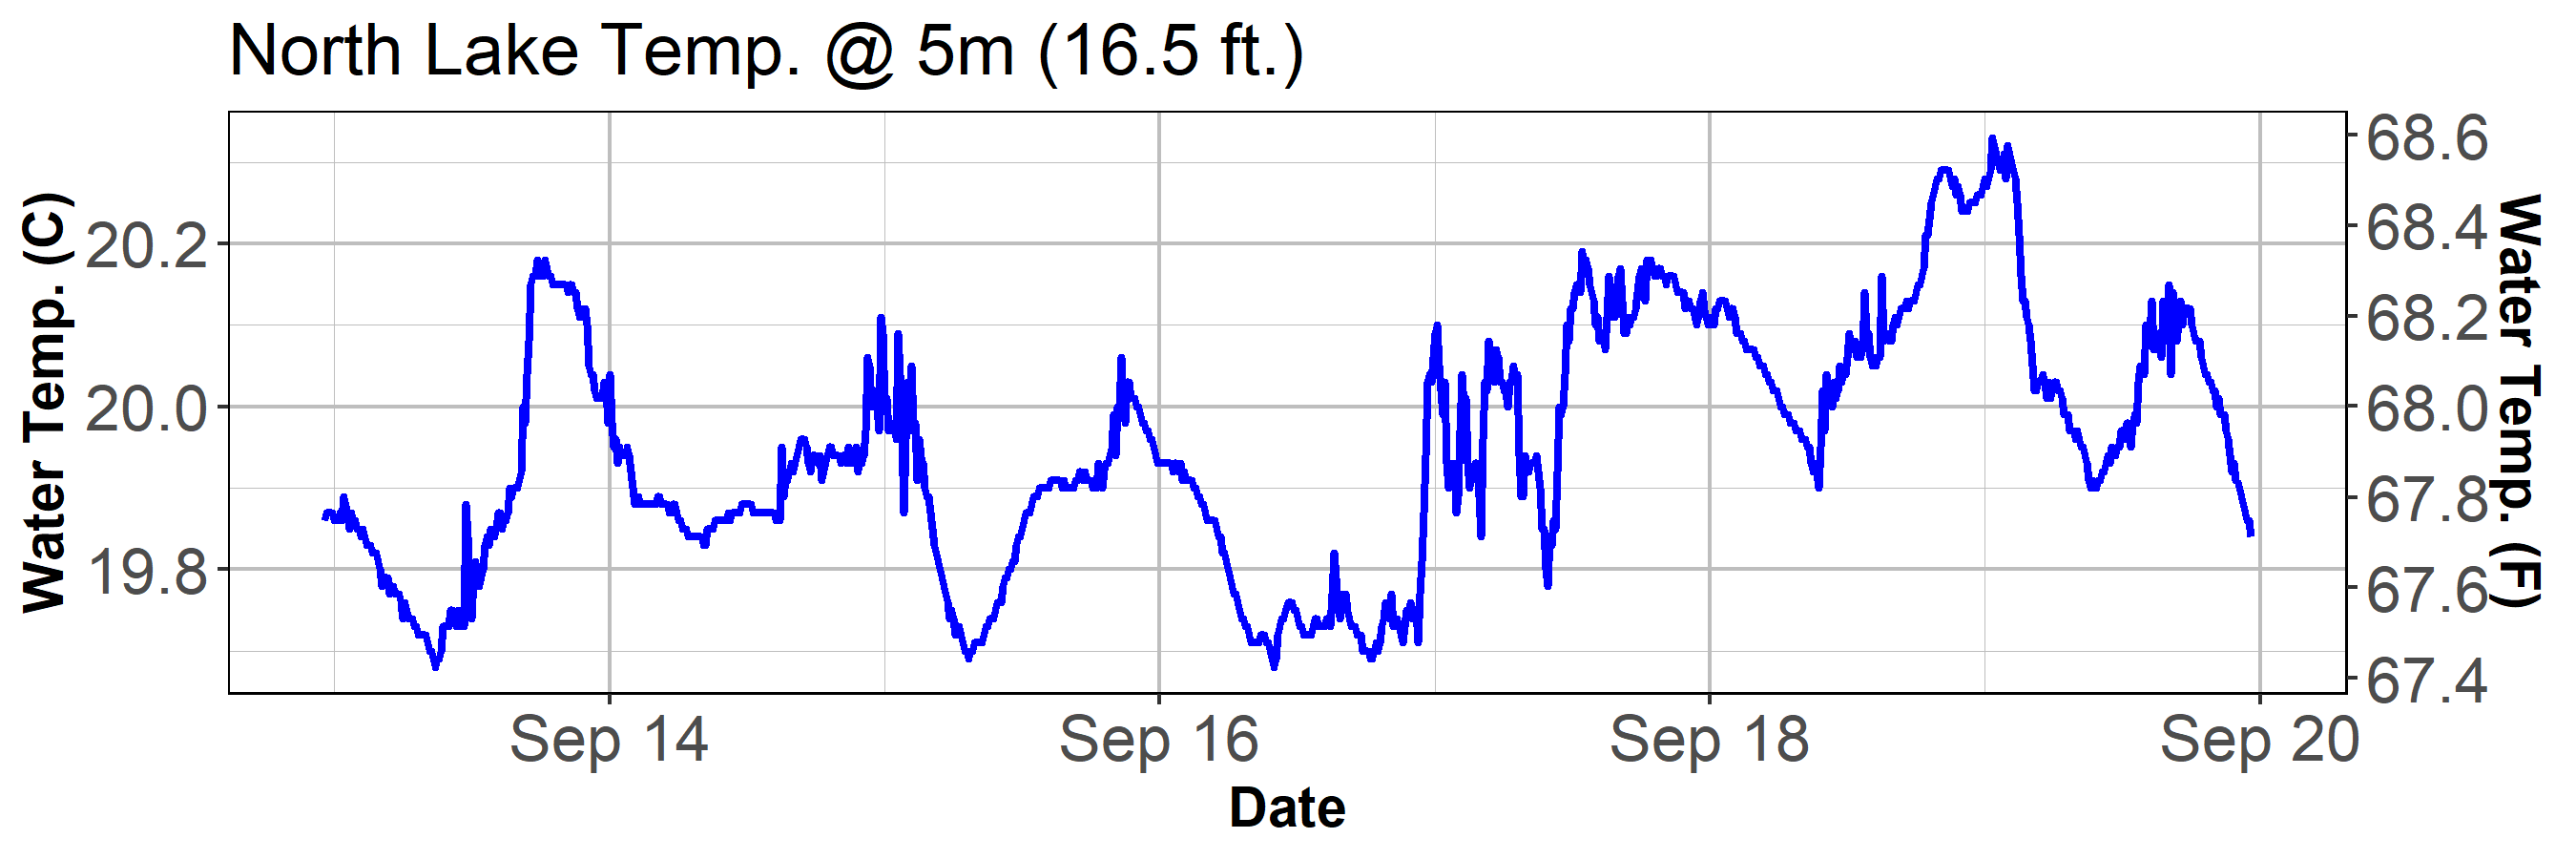 North Lake Temp. @ 5m (16.5 ft.)
Water Temp. (C)
20.2
20.0
19.8
68.6
68.4
68.2
68.0
67.8
67.6
67.4
Water Temp. (F)
Sep 14 Sep 16 Sep 18 Sep 20
Date